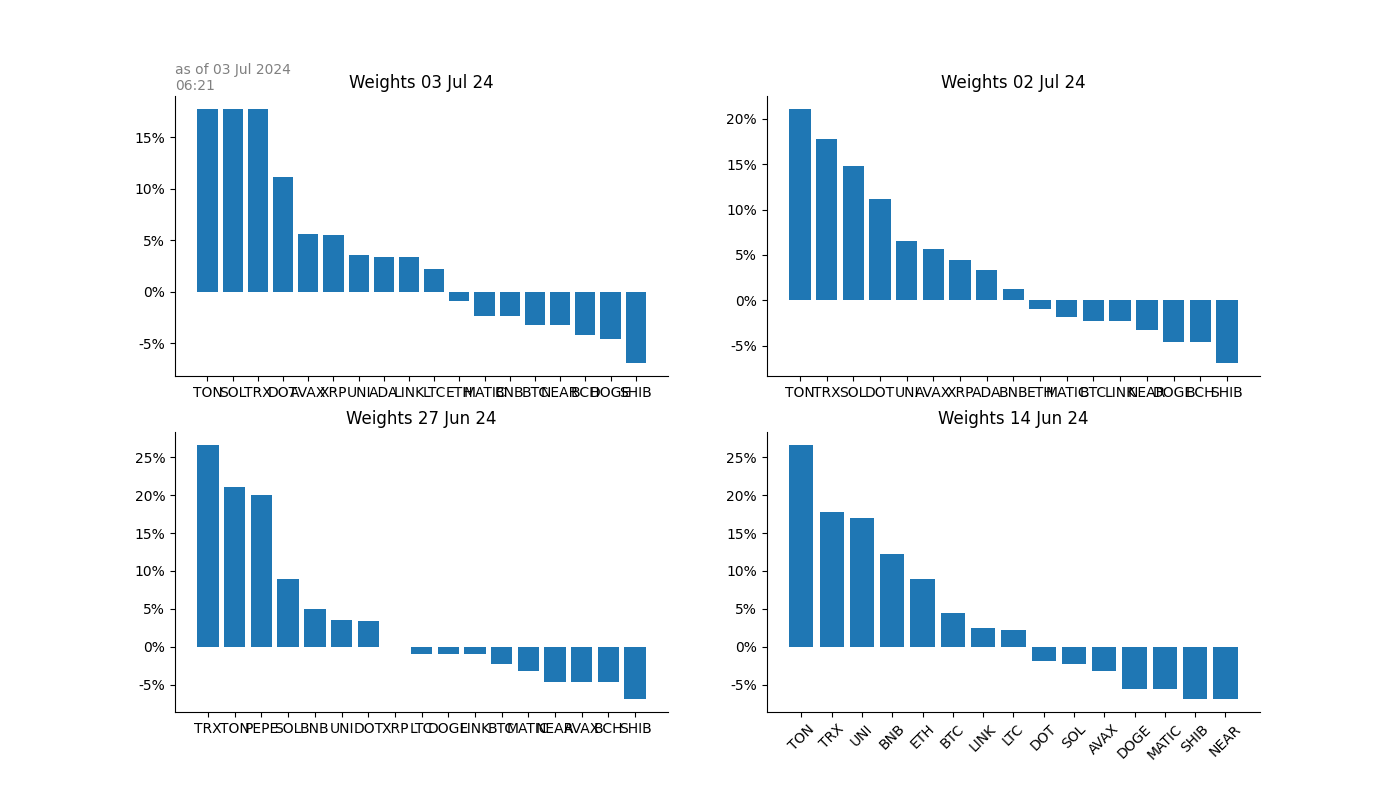 as of 03 Jul 2024
06:21
Weights 03 Jul 24
15%
10%
5%
0%
-5%
TON SOL TRX DOT AVAX XRP UNI ADA LINK LTC ETH MATIC BNB BTC NEAR BCH DOGE SHIB
Weights 02 Jul 24
20%
15%
10%
5%
0%
-5%
TON TRX SOL DOT UNI AVAX XRP ADA BNB ETH MATIC BTC LINK NEAR DOGE BCH SHIB
Weights 27 Jun 24
25%
20%
15%
10%
5%
0%
-5%
TRX TON PEPE SOL BNB UNI DOT XRP LTC DOGE LINK BTC MATIC NEAR AVAX BCH SHIB
Weights 14 Jun 24
25%
20%
15%
10%
5%
0%
-5%
TON TRX UNI BNB ETH BTC LINK LTC DOT SOL AVAX DOGE MATIC SHIB NEAR